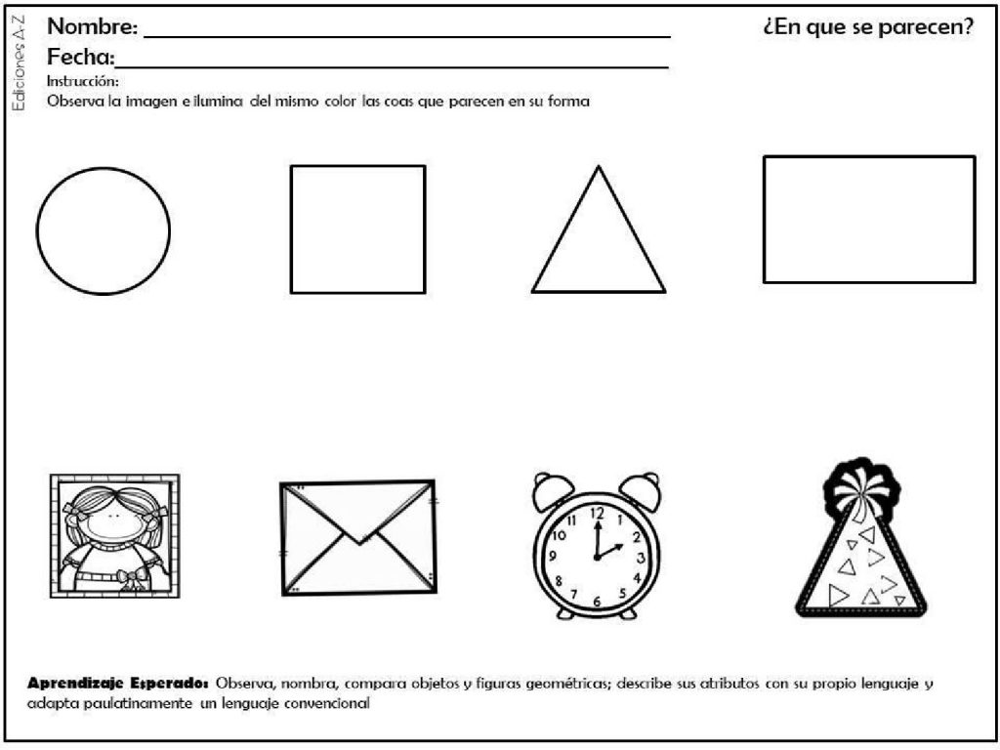 Ediciones A-Z
Nombre:
¿En que se parecen?
Fecha:
Instrucción:
Observa la imagen e ilumina del mismo color las coas que parecen en su forma
12
11 1
10 2
9 3
8 4
7 5
6
Aprendizaje Esperado: Observa, nombra, compara objetos y figuras geométricas; describe sus atributos con su propio lenguaje y
adapta paulatinamente un lenguaje convencional